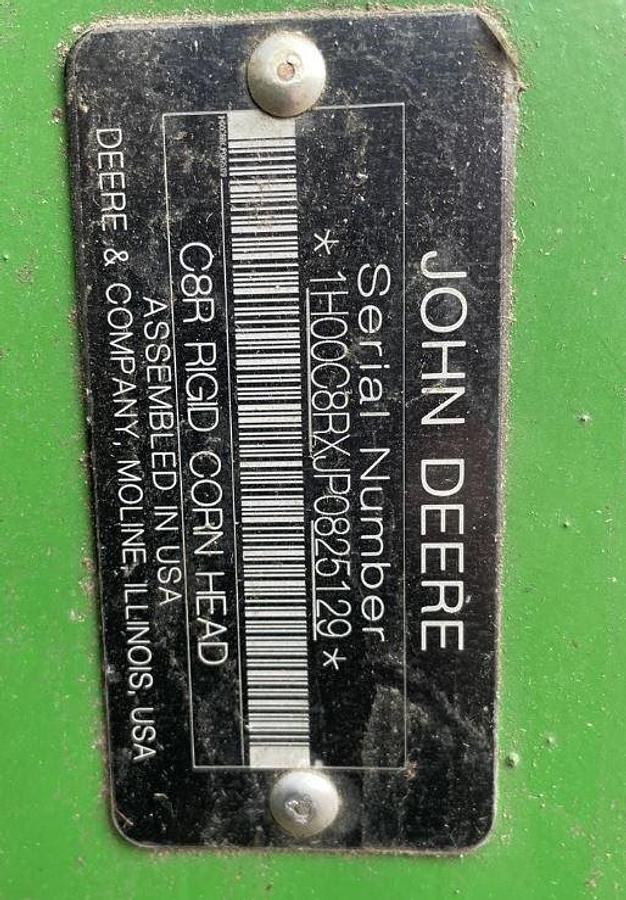 JOHN DEERE
Serial Number
* 1H00C8RXJP0825129 *
C8R RIGID CORN HEAD
ASSEMBLED IN USA
DEERE & COMPANY, MOLINE, ILLINOIS, USA